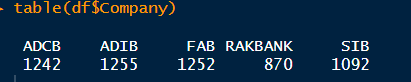 > table(df$Company)
ADCB ADIB FAB RAKBANK SIB
1242 1255 1252 870 1092